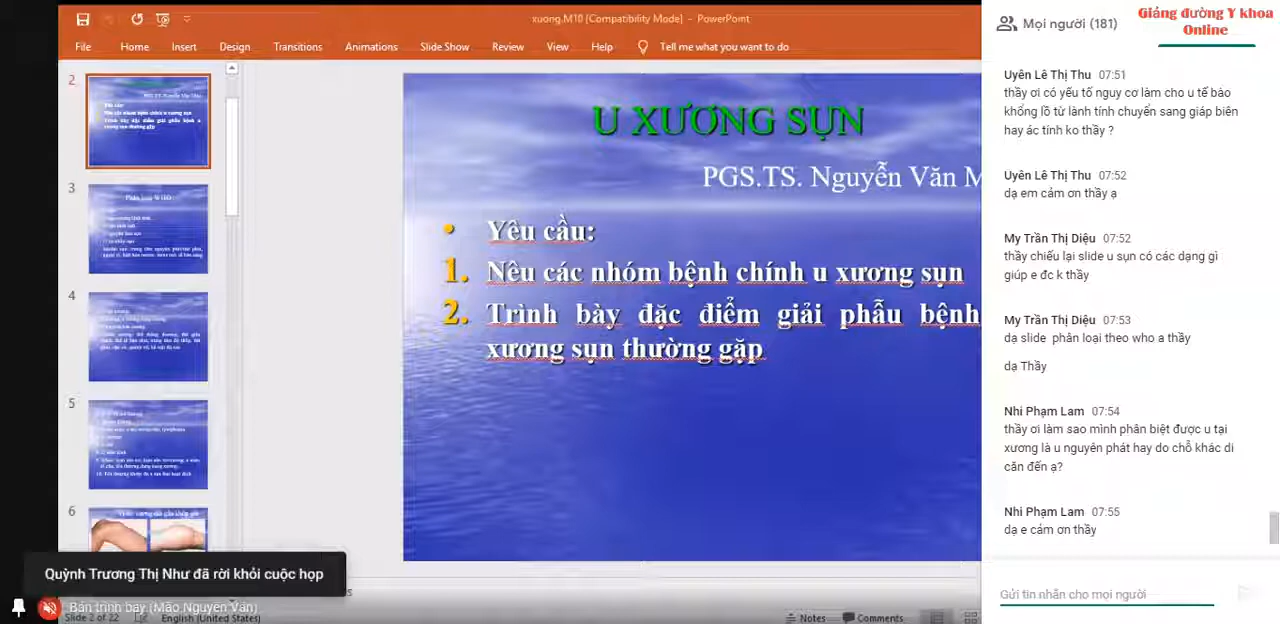 xuong.M10 [Compatibility Mode] - PowerPoint
File Home Insert Design Transitions Animations Slide Show Review View Help Tell me what you want to do
2
3
4
5
6
U XƯƠNG SỤN
PGS.TS. Nguyễn Văn M
• Yêu cầu:
1. Nêu các nhóm bệnh chính u xương sụn
2. Trình bày đặc điểm giải phẫu bệnh
xương sụn thường gặp
Quỳnh Trương Thị Như đã rời khỏi cuộc họp
Bản trình bày (Mão Nguyễn Văn)
Slide 2 of 22 English (United States)
Notes Comments
Mọi người (181)
Giảng đường Y khoa
Online
Uyên Lê Thị Thu 07:51
thầy ơi có yếu tố nguy cơ làm cho u tế bào
khổng lồ từ lành tính chuyển sang giáp biên
hay ác tính ko thầy ?
Uyên Lê Thị Thu 07:52
dạ em cảm ơn thầy ạ
My Trần Thị Diệu 07:52
thầy chiếu lại slide u sụn có các dạng gì
giúp e đc k thầy
My Trần Thị Diệu 07:53
dạ slide phân loại theo who a thầy
dạ Thầy
Nhi Phạm Lam 07:54
thầy ơi làm sao mình phân biệt được u tại
xương là u nguyên phát hay do chỗ khác di
căn đến ạ?
Nhi Phạm Lam 07:55
dạ e cảm ơn thầy
Gửi tin nhắn cho mọi người